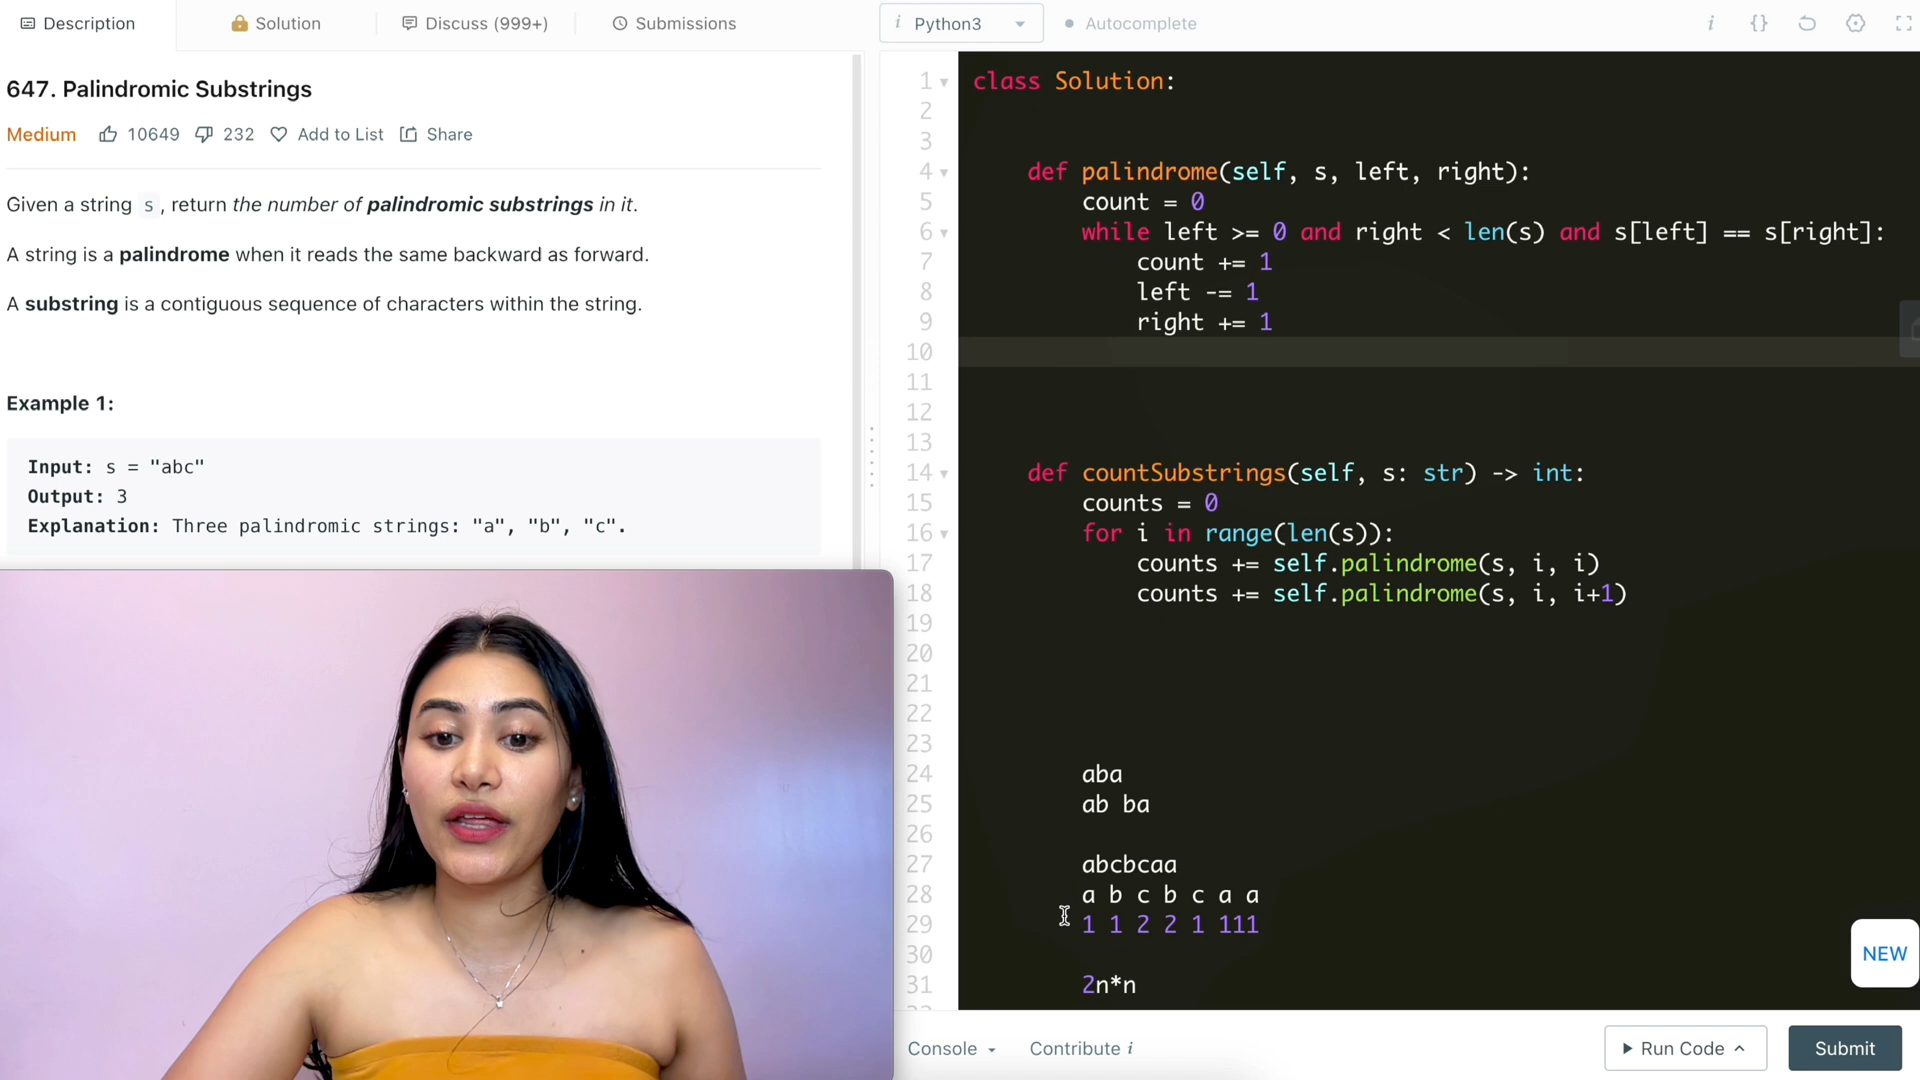 Description
Solution
Discuss (999+)
Submissions
i Python3
Autocomplete
i {}
647. Palindromic Substrings
Medium 10649 232 Add to List Share
Given a string s, return the number of palindromic substrings in it.
A string is a palindrome when it reads the same backward as forward.
A substring is a contiguous sequence of characters within the string.
Example 1:
Input: s = "abc"
Output: 3
Explanation: Three palindromic strings: "a", "b", "c".
1 class Solution:
2
3
4 def palindrome(self, s, left, right):
5 count = 0
6 while left >= 0 and right < len(s) and s[left] == s[right]:
7 count += 1
8 left -= 1
9 right += 1
10
11
12
13
14 def countSubstrings(self, s: str) -> int:
15 counts = 0
16 for i in range(len(s)):
17 counts += self.palindrome(s, i, i)
18 counts += self.palindrome(s, i, i+1)
19
20
21
22
23
24 aba
25 ab ba
26
27 abcbcaa
28 a b c b c a a
29 1 1 2 2 1 111
30
31 2n*n
NEW
Console
Contribute i
Run Code
Submit